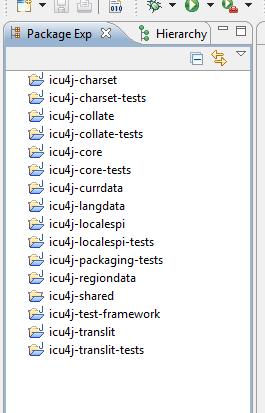 010
Package Exp
Hierarchy
icu4j-charset
icu4j-charset-tests
icu4j-collate
icu4j-collate-tests
icu4j-core
icu4j-core-tests
icu4j-currdata
icu4j-langdata
icu4j-localespi
icu4j-localespi-tests
icu4j-packaging-tests
icu4j-regiondata
icu4j-shared
icu4j-test-framework
icu4j-translit
icu4j-translit-tests